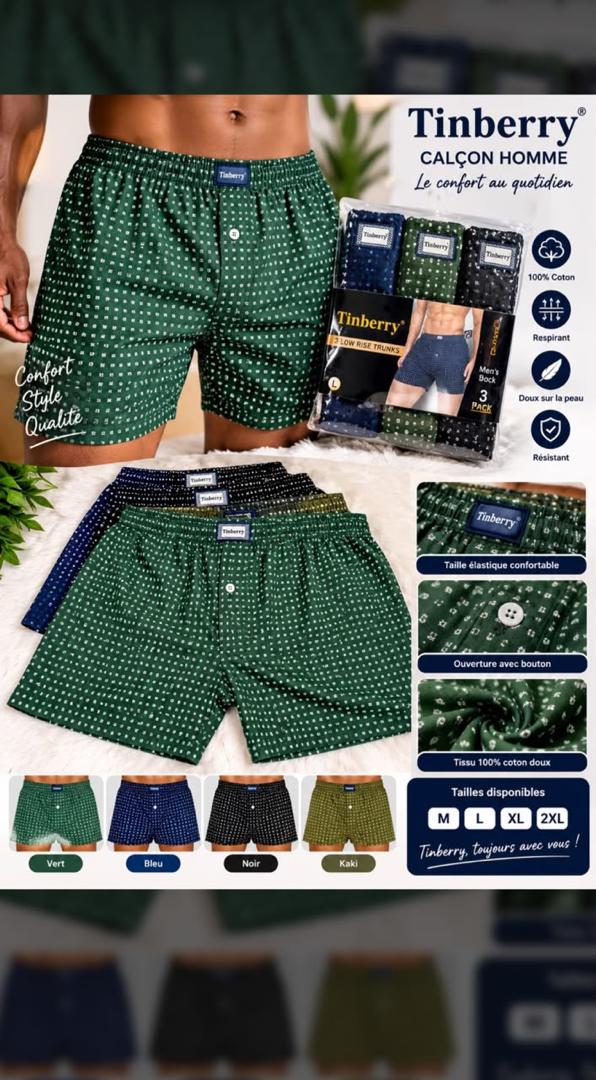 Tinberry®
CALÇON HOMME
Le confort au quotidien
Tinberry
100% Coton
Respirant
Doux sur la peau
Résistant
Confort
Style
Qualité
Tinberry
Tinberry
Tinberry
Tinberry®
3 LOW RISE TRUNKS
Men's
Bock
3
PACK
L
Tinberry
Tinberry
Tinberry
Tinberry
Taille élastique confortable
Ouverture avec bouton
Tissu 100% coton doux
Vert
Bleu
Noir
Kaki
Tailles disponibles
M L XL 2XL
Tinberry, toujours avec vous !